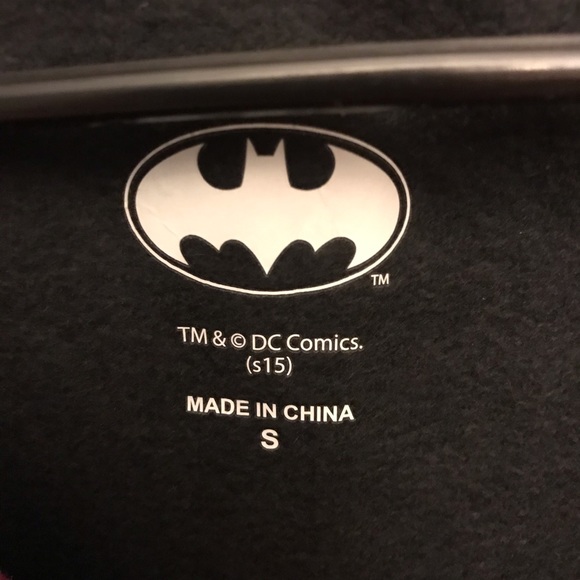 TM
TM & © DC Comics.
(s15)
MADE IN CHINA
S